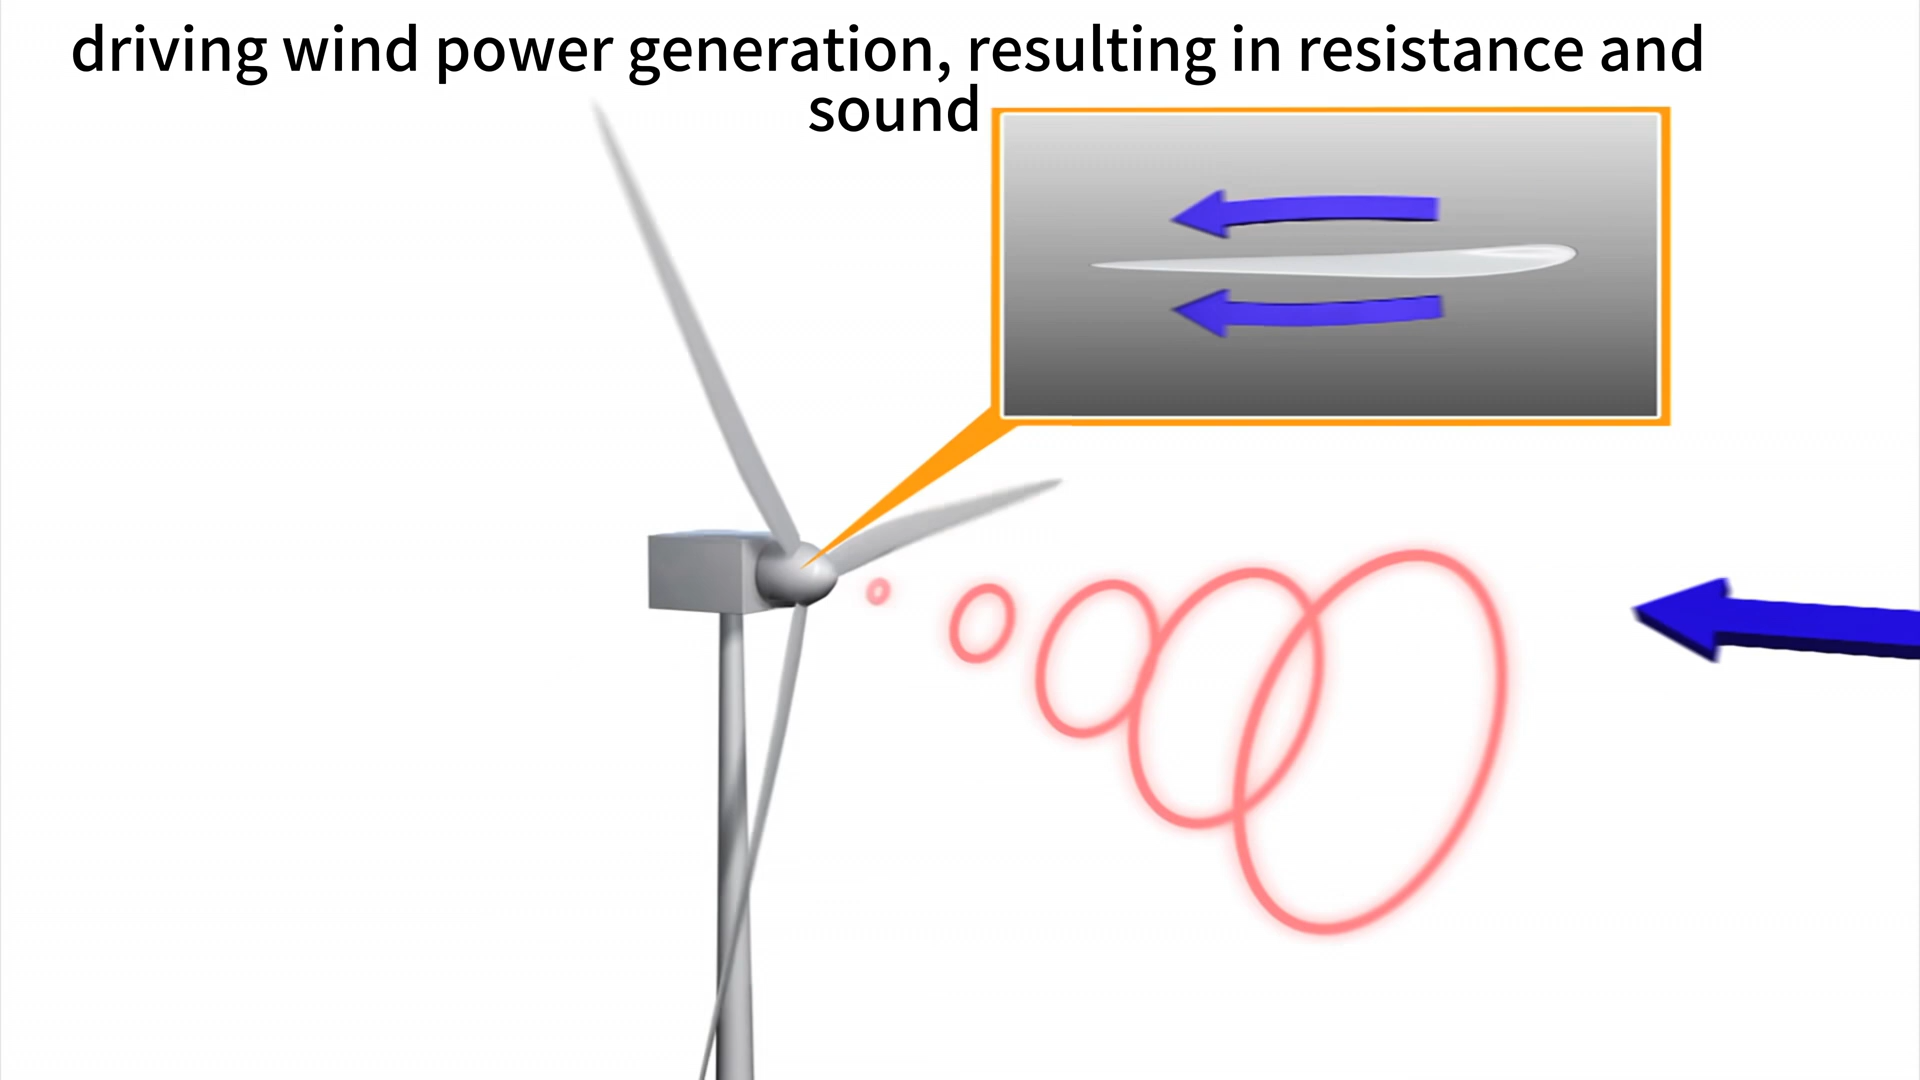 driving wind power generation, resulting in resistance and
sound